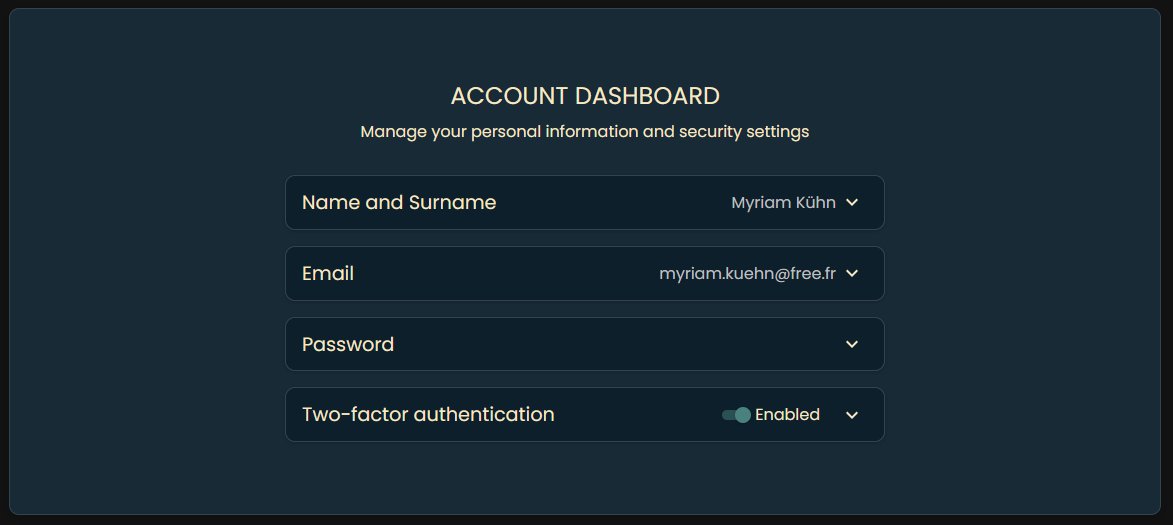 ACCOUNT DASHBOARD
Manage your personal information and security settings
Name and Surname Myriam Kühn
Email myriam.kuehn@free.fr
Password
Two-factor authentication Enabled